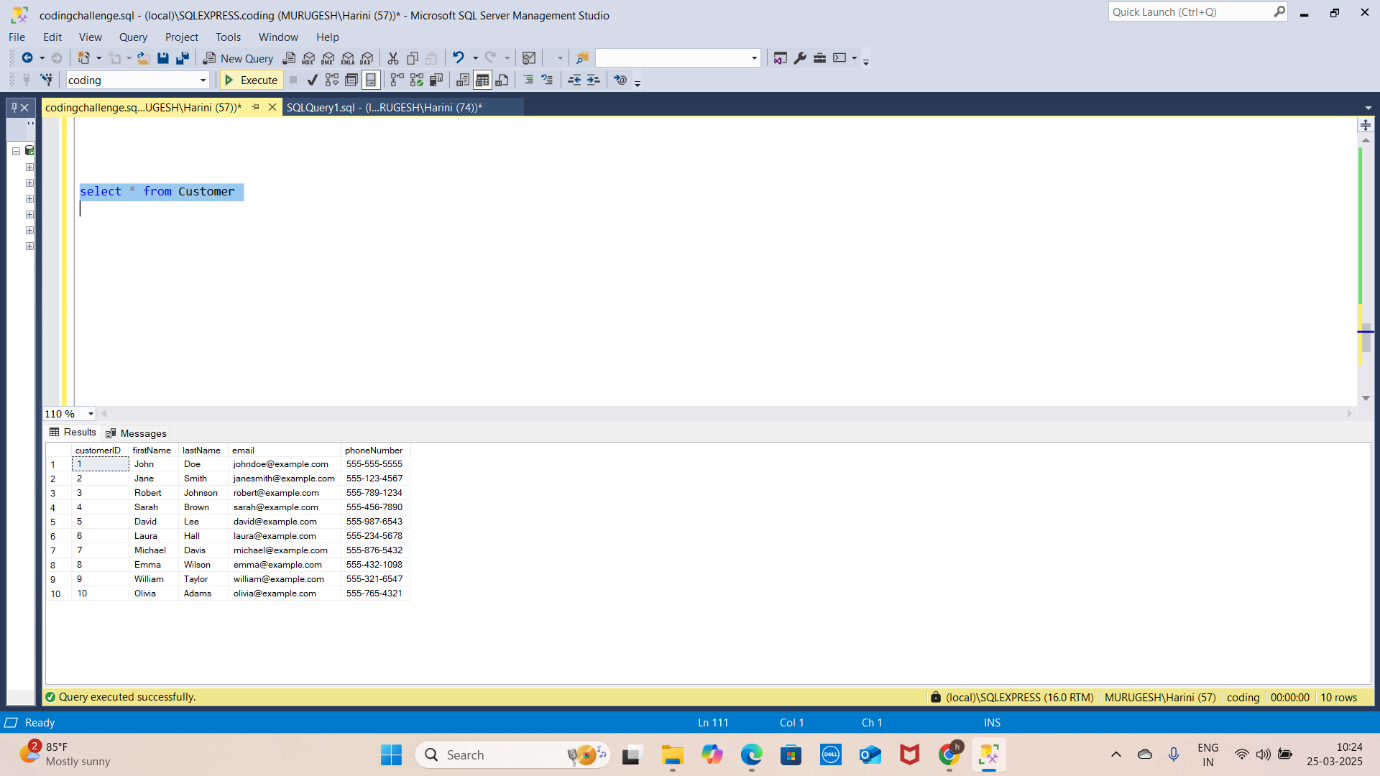 codingchallenge.sql - (local)\SQLEXPRESS.coding (MURUGESH\Harini (57))* - Microsoft SQL Server Management Studio
Quick Launch (Ctrl+Q)
File Edit View Query Project Tools Window Help
New Query
coding Execute
codingchallenge.sq...UGESH\Harini (57))* SQLQuery1.sql - (l...RUGESH\Harini (74))*
select * from Customer
110 %
Results Messages
customerID firstName lastName email phoneNumber
1 1 John Doe johndoe@example.com 555-555-5555
2 2 Jane Smith janesmith@example.com 555-123-4567
3 3 Robert Johnson robert@example.com 555-789-1234
4 4 Sarah Brown sarah@example.com 555-456-7890
5 5 David Lee david@example.com 555-987-6543
6 6 Laura Hall laura@example.com 555-234-5678
7 7 Michael Davis michael@example.com 555-876-5432
8 8 Emma Wilson emma@example.com 555-432-1098
9 9 William Taylor william@example.com 555-321-6547
10 10 Olivia Adams olivia@example.com 555-765-4321
Query executed successfully. (local)\SQLEXPRESS (16.0 RTM) MURUGESH\Harini (57) coding 00:00:00 10 rows
Ready Ln 111 Col 1 Ch 1 INS
2 85°F
Mostly sunny
Search
DELL
h
ENG
IN
10:24
25-03-2025